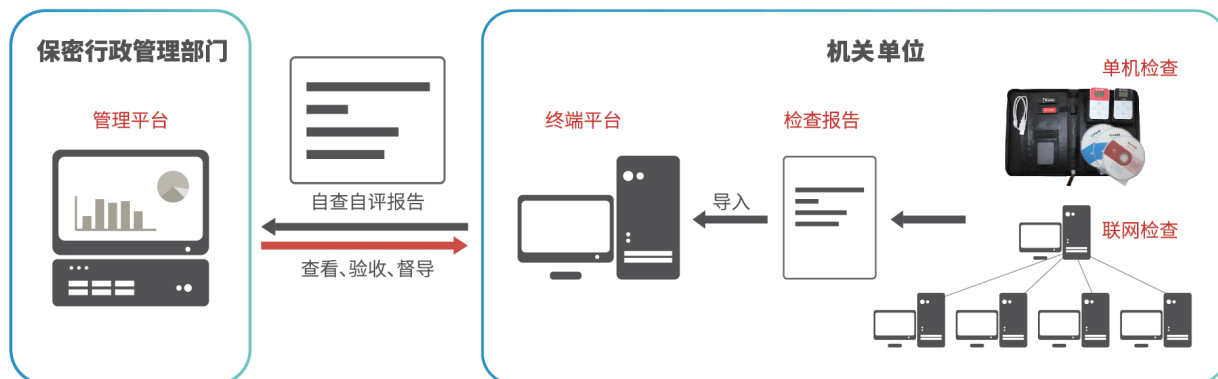 保密行政管理部门
管理平台
自查自评报告
查看、验收、督导
机关单位
终端平台
导入
检查报告
单机检查
联网检查